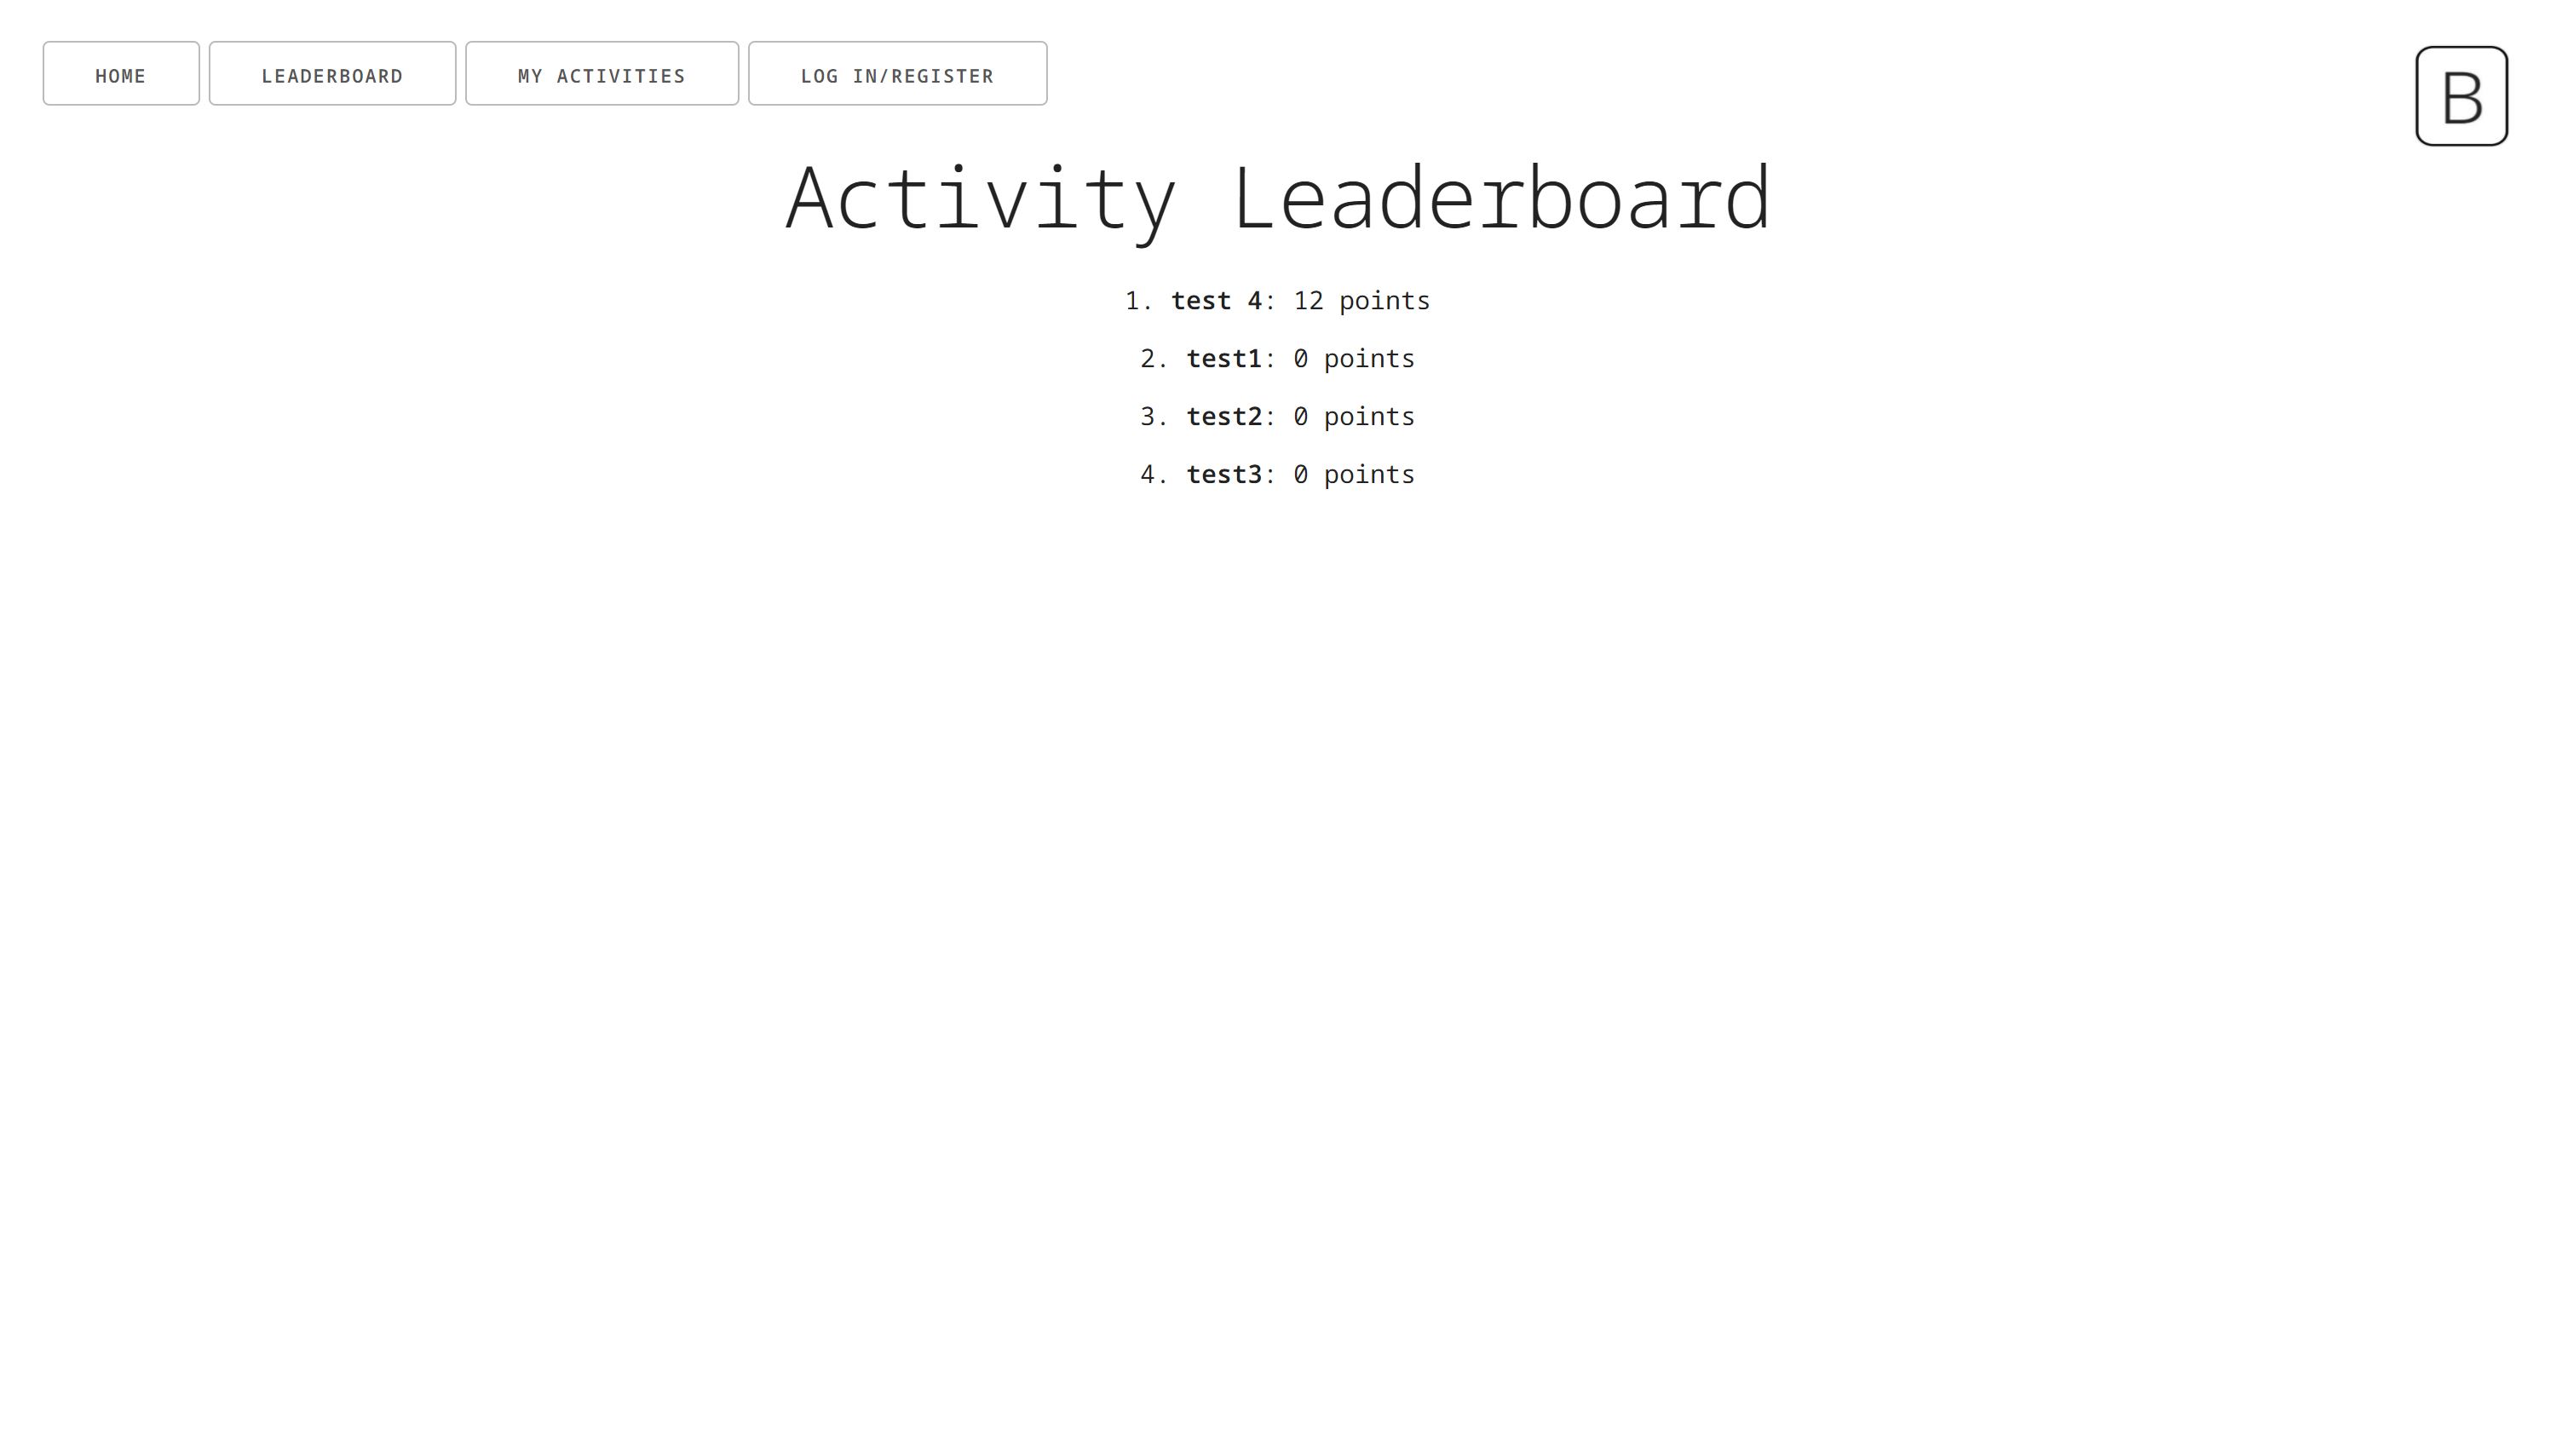 HOME LEADERBOARD MY ACTIVITIES LOG IN/REGISTER
B
Activity Leaderboard
1. test 4: 12 points
2. test1: 0 points
3. test2: 0 points
4. test3: 0 points